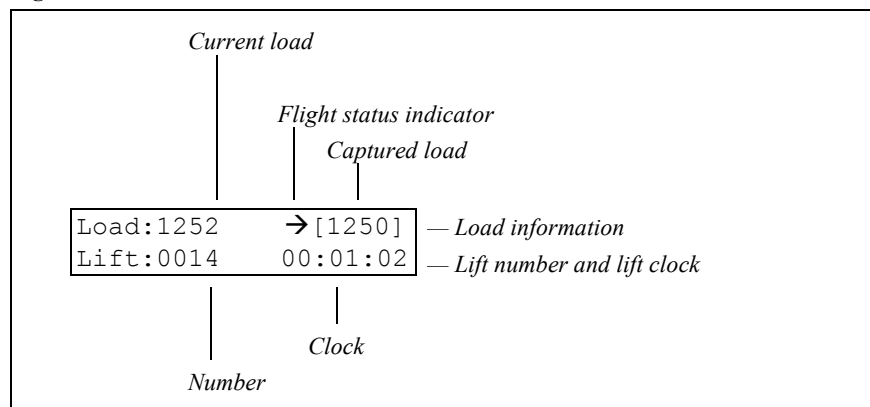 Current load
Flight status indicator
Captured load
Load:1252 →[1250] — Load information
Lift:0014 00:01:02 — Lift number and lift clock
Clock
Number